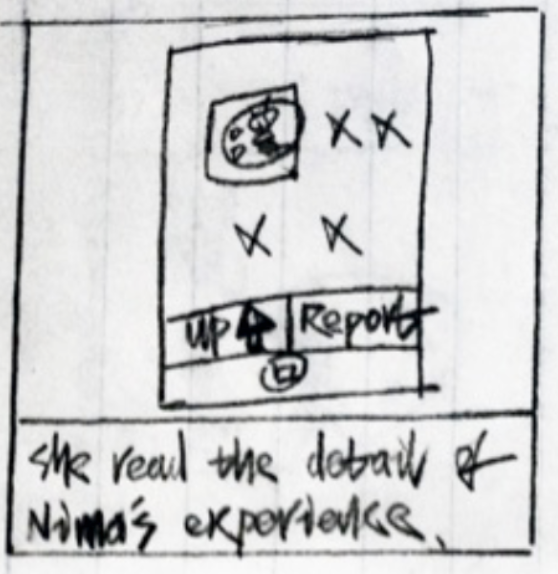 X X
X X
UP
Report
She read the detail of
Nima's experience.